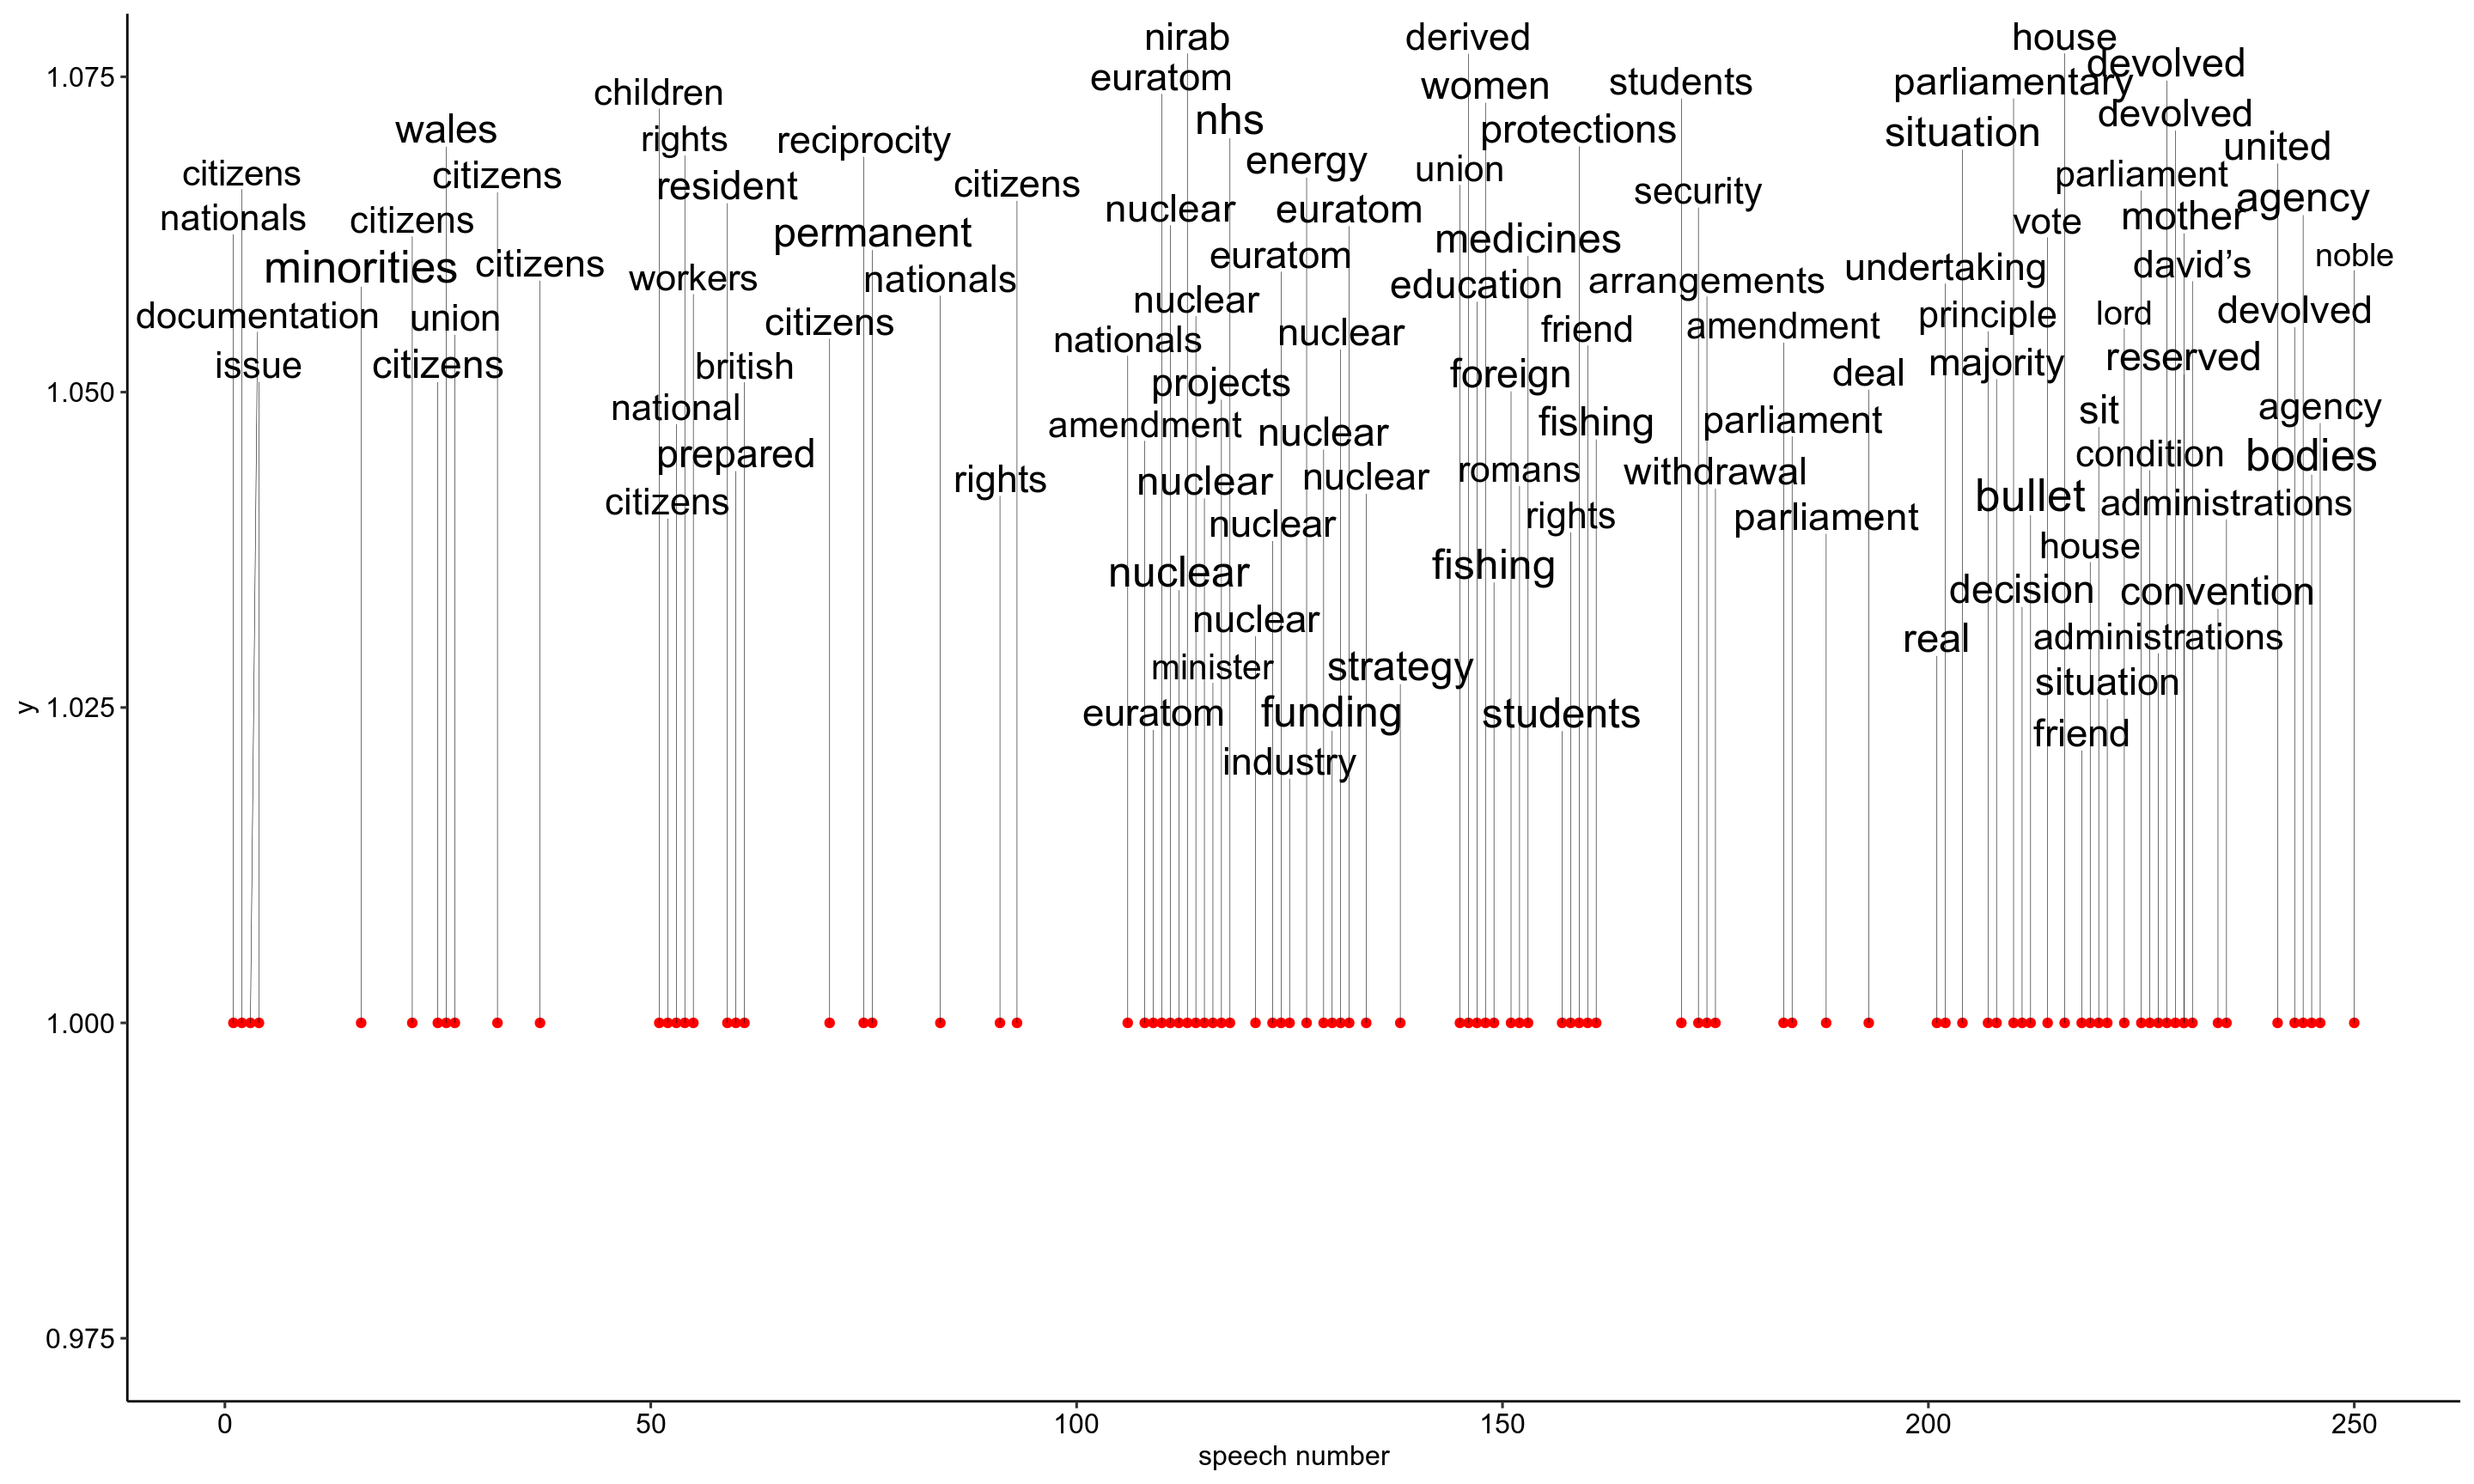 nirab
derived
house
devolved
1.075
euratom
women
students
parliamentary
children
nhs
protections
situation
devolved
wales
rights
reciprocity
energy
union
united
citizens
citizens
resident
citizens
security
parliament
agency
nationals
citizens
permanent
nuclear
euratom
medicines
vote
mother
minorities
citizens
workers
nationals
euratom
education
arrangements
undertaking
david’s
noble
documentation
union
citizens
nuclear
nationals
nuclear
friend
amendment
principle
lord
devolved
issue
citizens
british
projects
foreign
deal
majority
reserved
1.050
national
amendment
nuclear
fishing
parliament
sit
agency
prepared
nuclear
nuclear
romans
withdrawal
condition
bodies
citizens
rights
nuclear
rights
parliament
bullet
administrations
nuclear
fishing
house
nuclear
decision
convention
minister
strategy
real
administrations
euratom
funding
students
situation
y
1.025
industry
friend
1.000
0.975
0
50
100
150
200
250
speech number